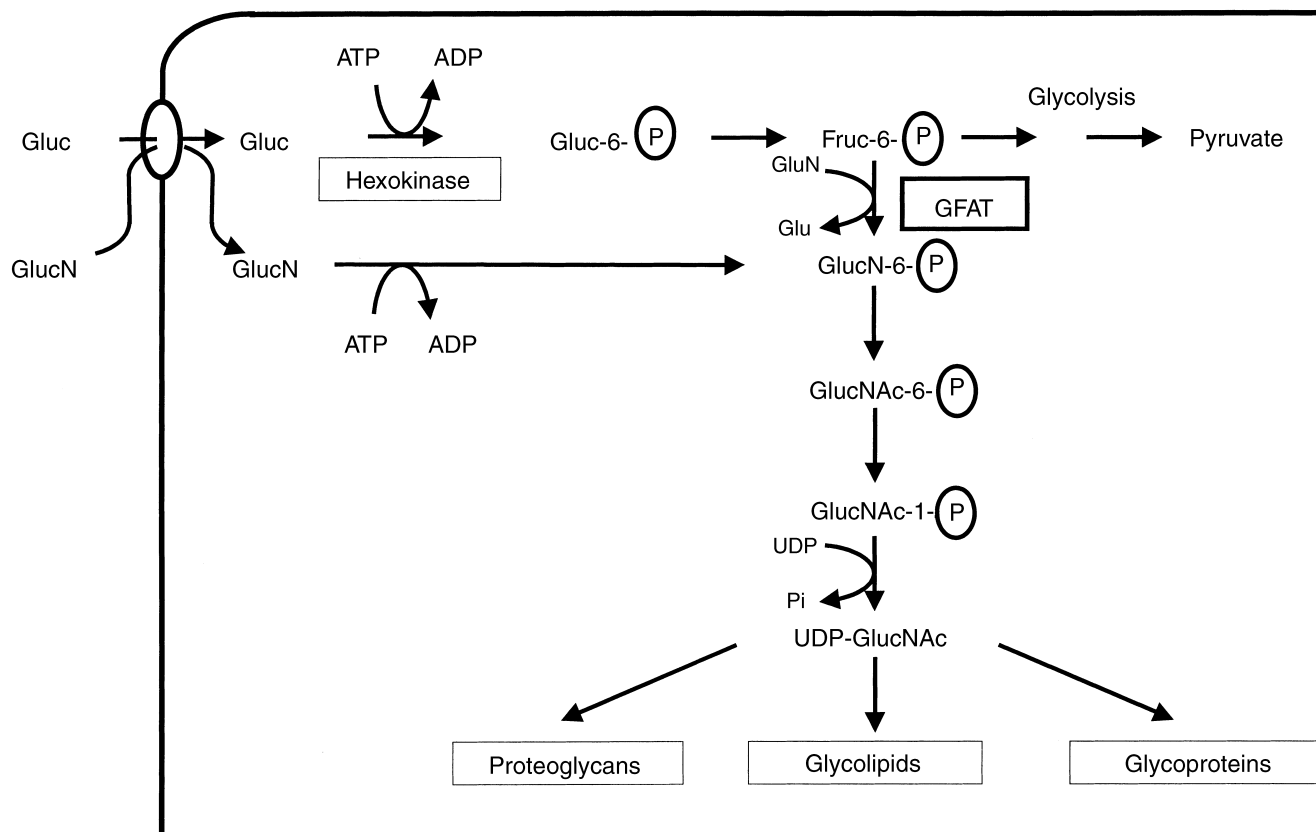 ATP ADP
Glycolysis
Gluc Gluc Gluc-6- P Fruc-6- P Pyruvate
Hexokinase
GluN
GFAT
Glu
GlucN GlucN GlucN-6- P
ATP ADP
GlucNAc-6- P
GlucNAc-1- P
UDP
Pi
UDP-GlucNAc
Proteoglycans Glycolipids Glycoproteins